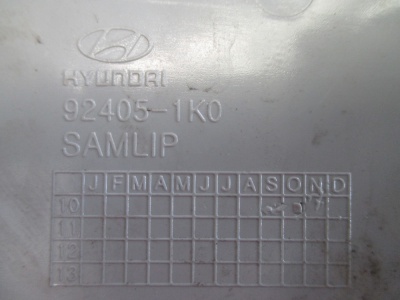 HYUNDAI
92405-1K0
SAMLIP
J F M A M J J A S O N D
10
11
12
13